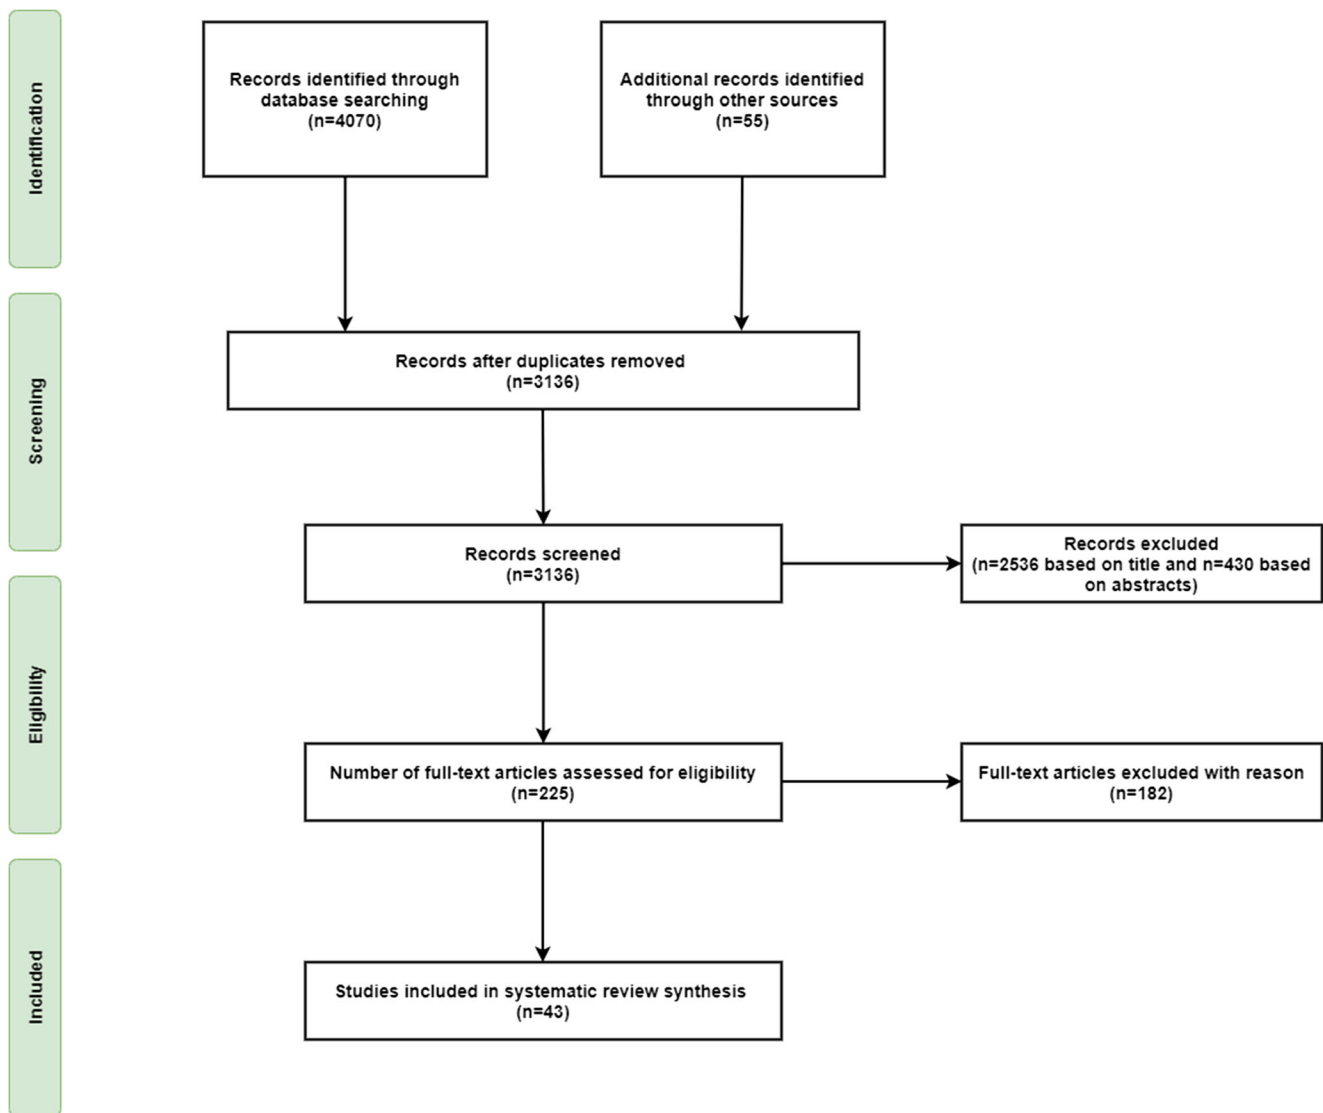 Identification
Records identified through
database searching
(n=4070)
Additional records identified
through other sources
(n=55)
Screening
Records after duplicates removed
(n=3136)
Records screened
(n=3136)
Records excluded
(n=2536 based on title and n=430 based
on abstracts)
Eligibility
Number of full-text articles assessed for eligibility
(n=225)
Full-text articles excluded with reason
(n=182)
Included
Studies included in systematic review synthesis
(n=43)